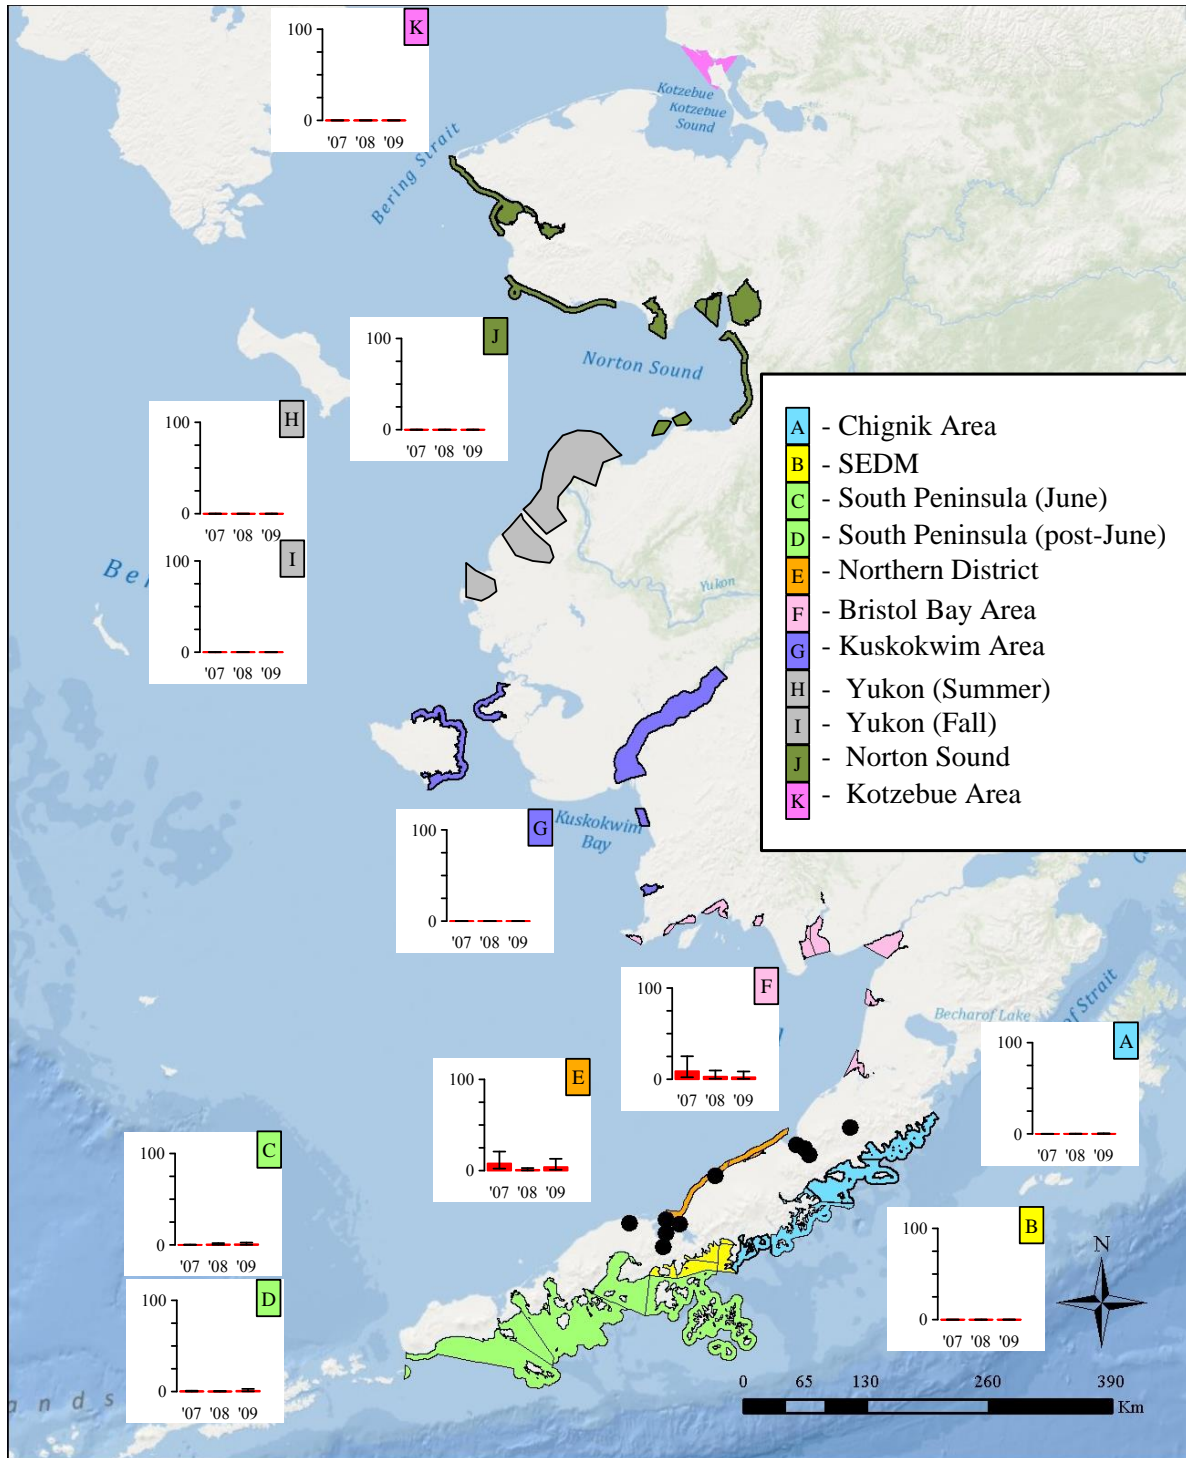 100
K
0
'07 '08 '09
Kotzebue
Kotzebue
Sound
Bering Strait
100
J
0
'07 '08 '09
Norton Sound
100
H
0
'07 '08 '09
100
I
0
'07 '08 '09
Ber
Yukon
A - Chignik Area
B - SEDM
C - South Peninsula (June)
D - South Peninsula (post-June)
E - Northern District
F - Bristol Bay Area
G - Kuskokwim Area
H - Yukon (Summer)
I - Yukon (Fall)
J - Norton Sound
K - Kotzebue Area
Kuskokwim
Bay
100
G
0
'07 '08 '09
100
F
0
'07 '08 '09
Becharof Lake
of Strait
100
A
0
'07 '08 '09
100
E
0
'07 '08 '09
100
C
0
'07 '08 '09
100
B
0
'07 '08 '09
N
100
D
0
'07 '08 '09
ands
0 65 130 260 390
Km